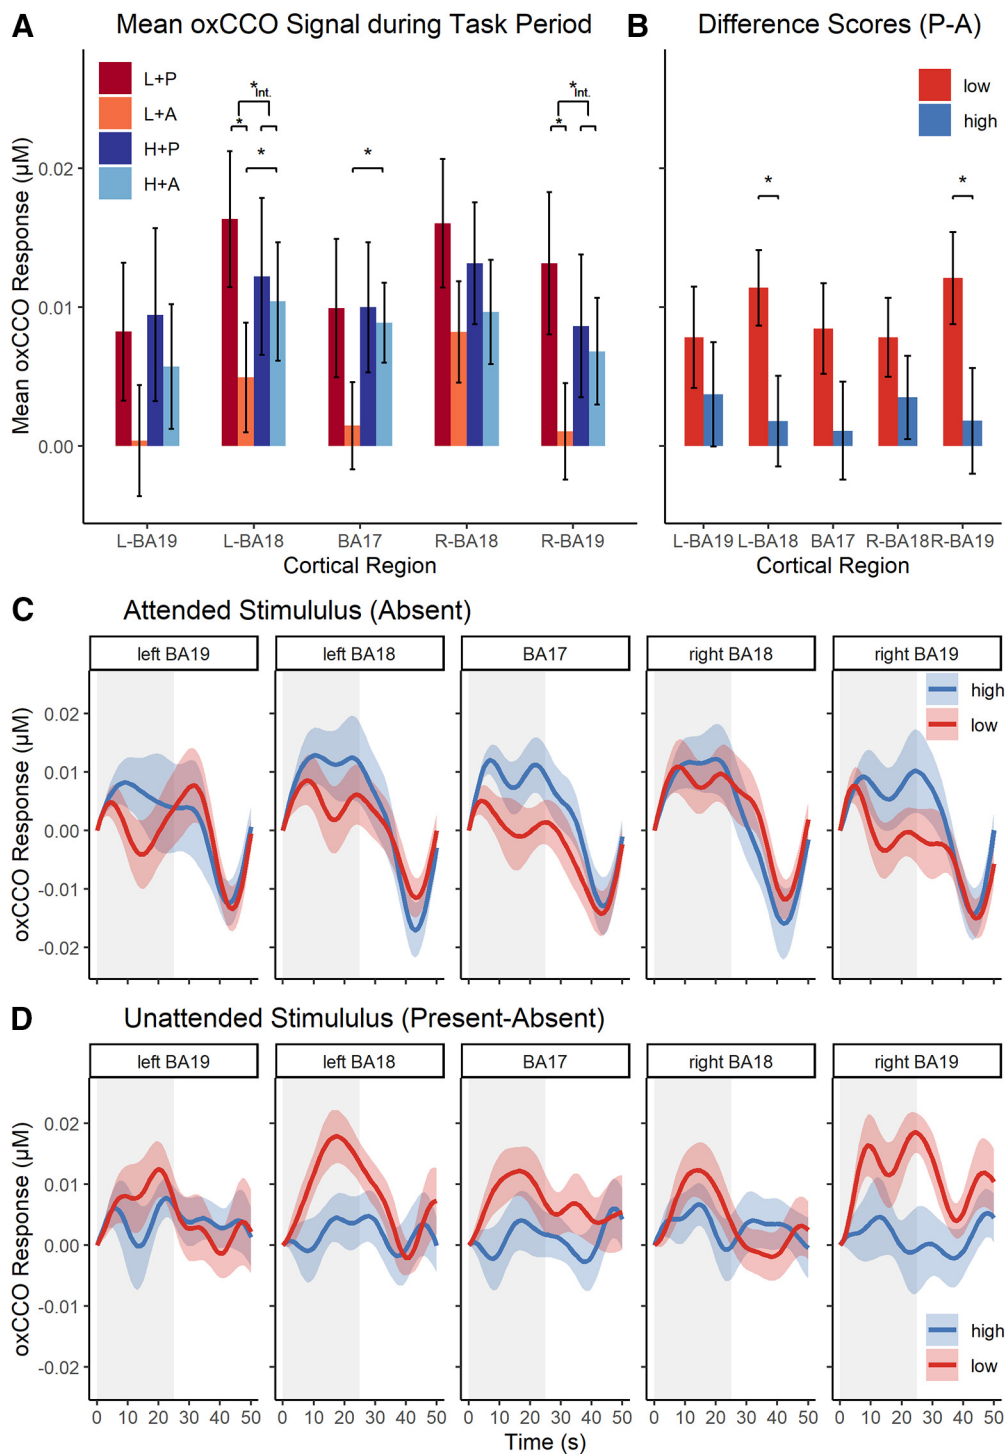 A Mean oxCCO Signal during Task Period
B Difference Scores (P-A)
L+P
L+A
H+P
H+A
*
Int.
*
*
*
*
Int.
*
low
high
*
*
Mean oxCCO Response (µM)
0.02
0.01
0.00
L-BA19 L-BA18 BA17 R-BA18 R-BA19
Cortical Region
L-BA19 L-BA18 BA17 R-BA18 R-BA19
Cortical Region
C Attended Stimululus (Absent)
left BA19 left BA18 BA17 right BA18 right BA19
high
low
oxCCO Response (µM)
0.02
0.01
0.00
-0.01
-0.02
D Unattended Stimululus (Present-Absent)
left BA19 left BA18 BA17 right BA18 right BA19
oxCCO Response (µM)
0.02
0.01
0.00
-0.01
-0.02
high
low
0 10 20 30 40 50 0 10 20 30 40 50 0 10 20 30 40 50 0 10 20 30 40 50 0 10 20 30 40 50
Time (s)